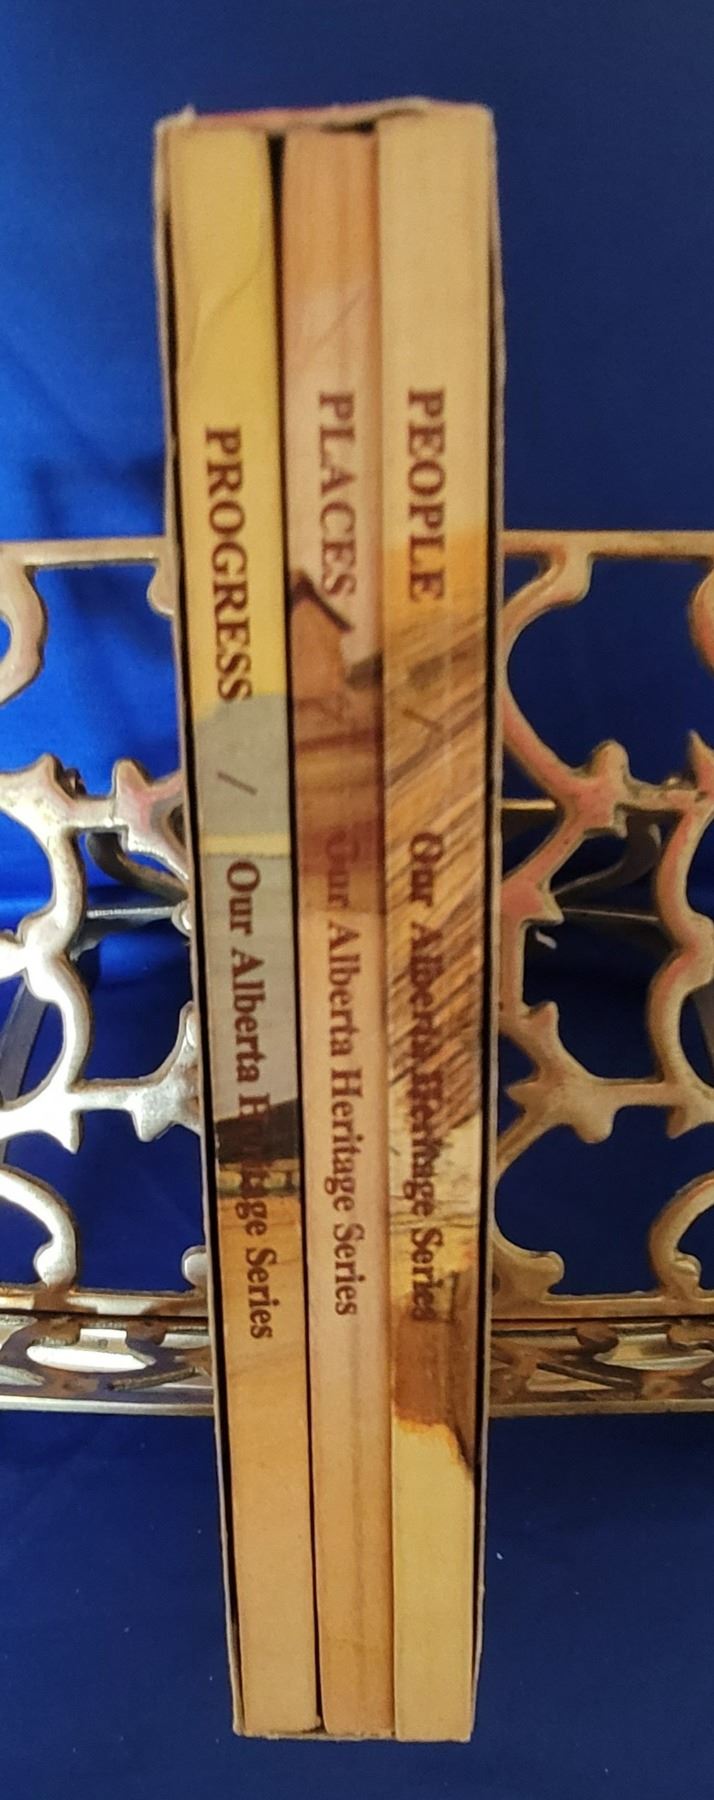 PROGRESS / Our Alberta Heritage Series
PLACES Our Alberta Heritage Series
PEOPLE / Our Alberta Heritage Series